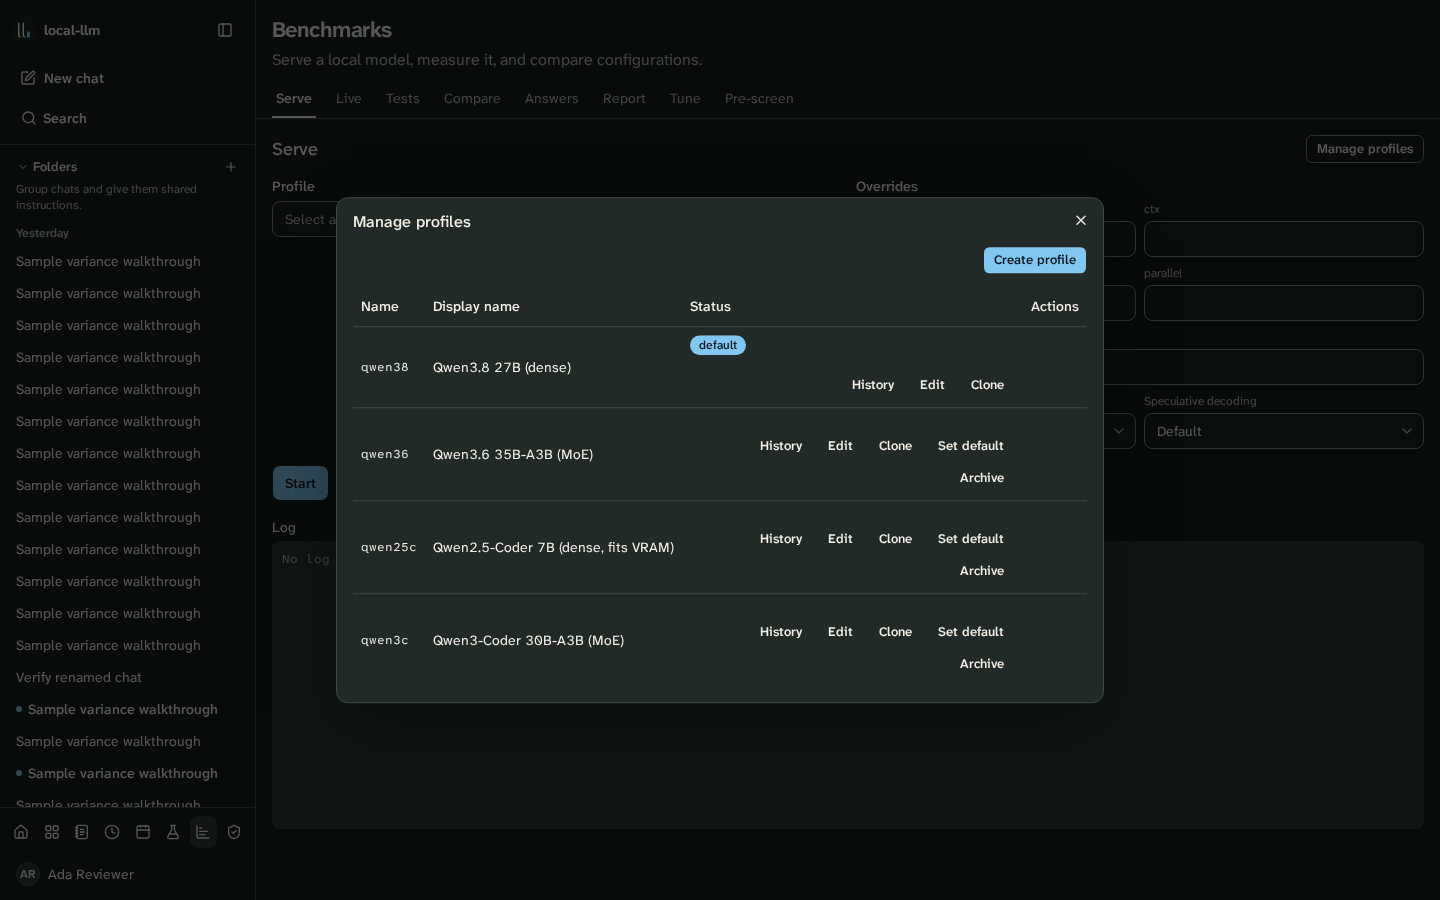 local-llm
New chat
Search
Folders
Group chats and give them shared
instructions.
Yesterday
Sample variance walkthrough
Sample variance walkthrough
Sample variance walkthrough
Sample variance walkthrough
Sample variance walkthrough
Sample variance walkthrough
Sample variance walkthrough
Sample variance walkthrough
Sample variance walkthrough
Sample variance walkthrough
Sample variance walkthrough
Sample variance walkthrough
Sample variance walkthrough
Verify renamed chat
Sample variance walkthrough
Sample variance walkthrough
Sample variance walkthrough
Sample variance walkthrough
AR Ada Reviewer
Benchmarks
Serve a local model, measure it, and compare configurations.
Serve Live Tests Compare Answers Report Tune Pre-screen
Serve Manage profiles
Profile Overrides
Select a
ctx
parallel
Speculative decoding
Default
Start
Log
No log
Manage profiles
Create profile
Name Display name Status Actions
default
qwen38 Qwen3.8 27B (dense)
History Edit Clone
History Edit Clone Set default
qwen36 Qwen3.6 35B-A3B (MoE)
Archive
History Edit Clone Set default
qwen25c Qwen2.5-Coder 7B (dense, fits VRAM)
Archive
History Edit Clone Set default
qwen3c Qwen3-Coder 30B-A3B (MoE)
Archive